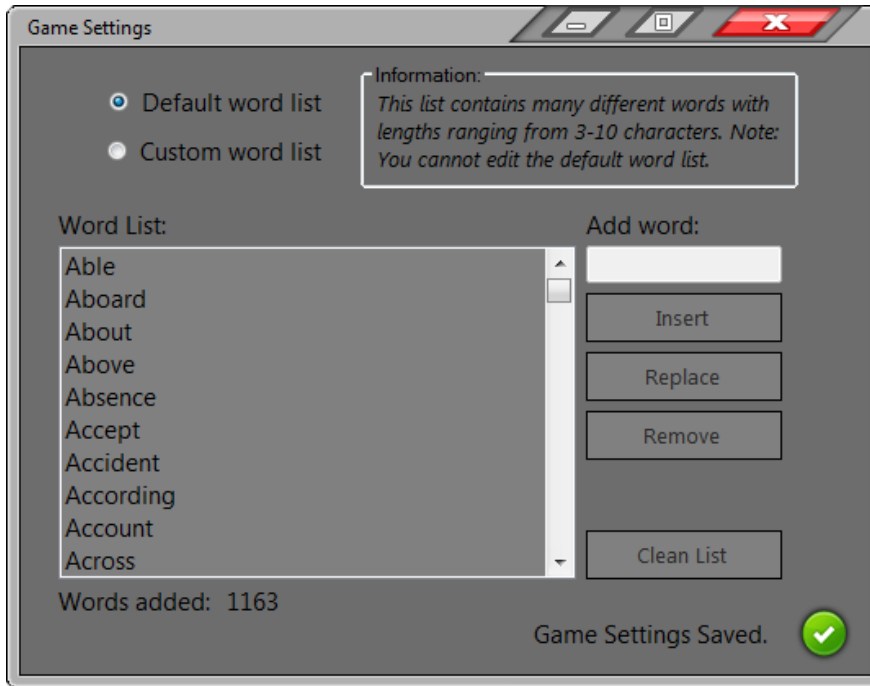 Game Settings
Default word list
Custom word list
Information:
This list contains many different words with
lengths ranging from 3-10 characters. Note:
You cannot edit the default word list.
Word List:
Able
Aboard
About
Above
Absence
Accept
Accident
According
Account
Across
Words added: 1163
Add word:
Insert
Replace
Remove
Clean List
Game Settings Saved.